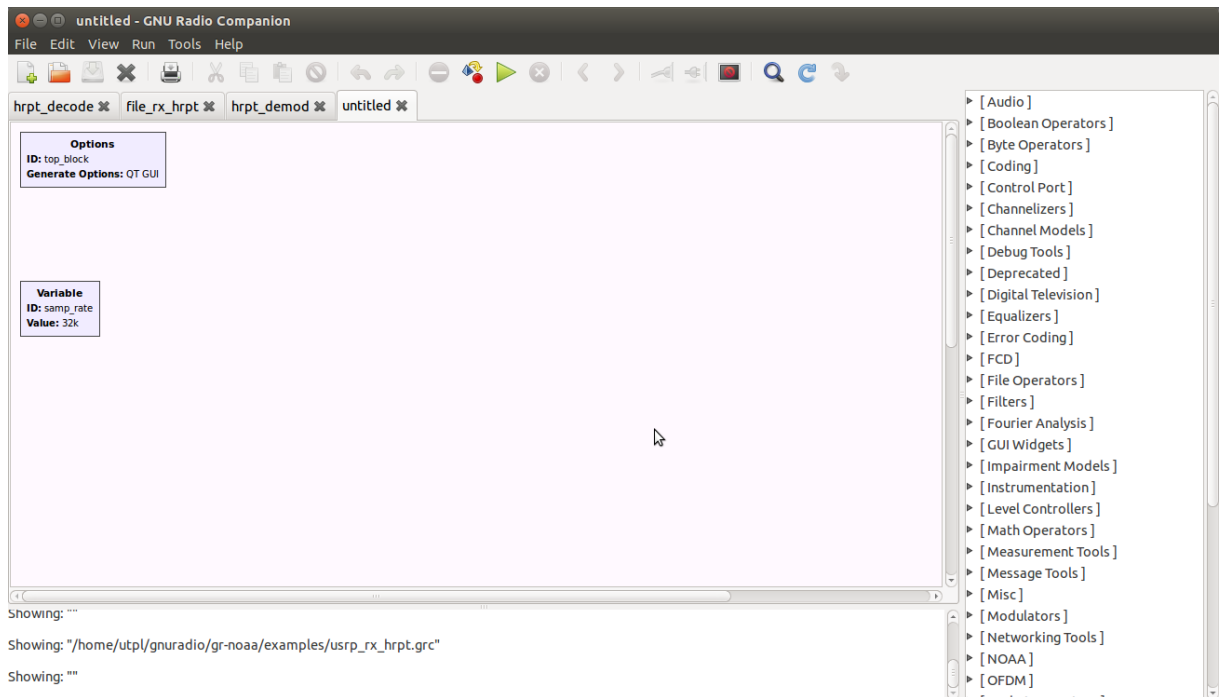 untitled - GNU Radio Companion
File Edit View Run Tools Help
hrpt_decode file_rx_hrpt hrpt_demod untitled
Options
ID: top_block
Generate Options: QT GUI
Variable
ID: samp_rate
Value: 32k
[ Audio ]
[ Boolean Operators ]
[ Byte Operators ]
[ Coding ]
[ Control Port ]
[ Channelizers ]
[ Channel Models ]
[ Debug Tools ]
[ Deprecated ]
[ Digital Television ]
[ Equalizers ]
[ Error Coding ]
[ FCD ]
[ File Operators ]
[ Filters ]
[ Fourier Analysis ]
[ GUI Widgets ]
[ Impairment Models ]
[ Instrumentation ]
[ Level Controllers ]
[ Math Operators ]
[ Measurement Tools ]
[ Message Tools ]
[ Misc ]
[ Modulators ]
[ Networking Tools ]
[ NOAA ]
[ OFDM ]
Showing: ""
Showing: "/home/utpl/gnuradio/gr-noaa/examples/usrp_rx_hrpt.grc"
Showing: ""